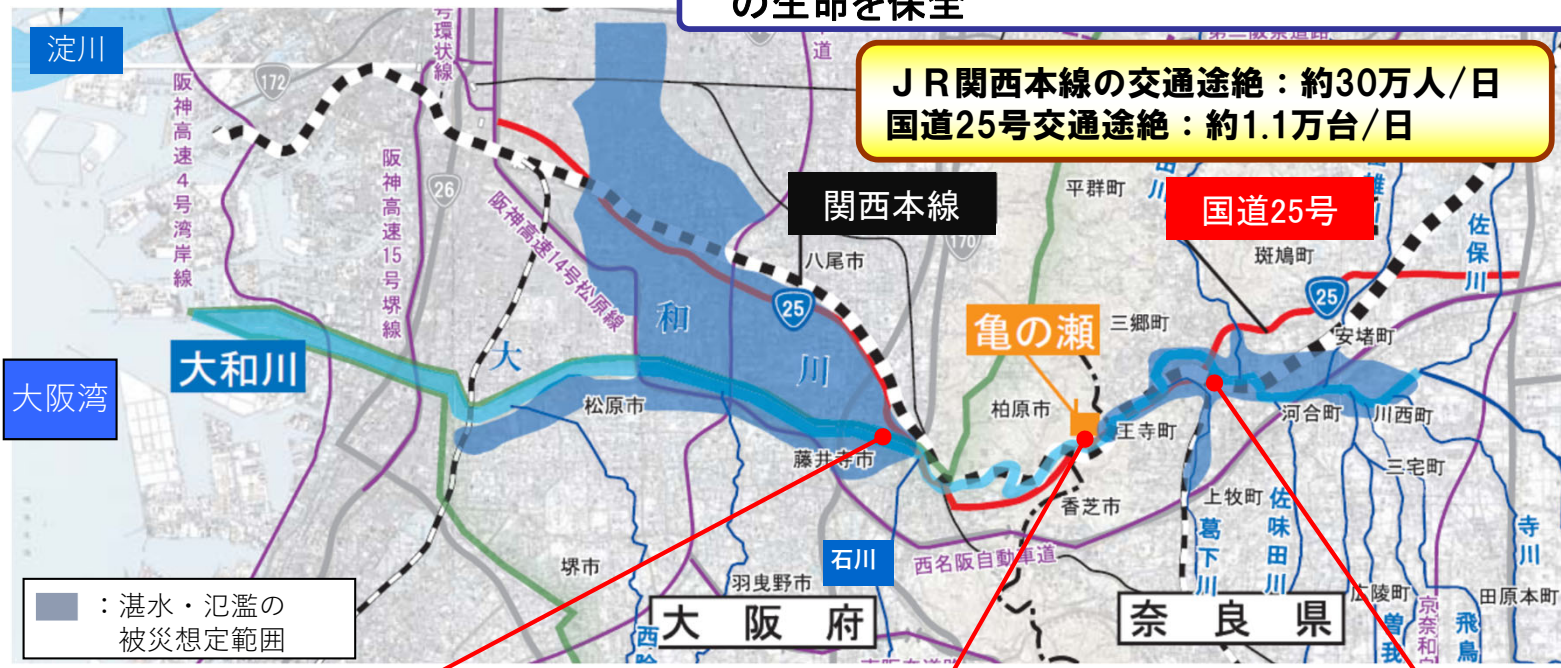 の生命を保全
淀川
ＪＲ関西本線の交通途絶：約30万人/日
国道25号交通途絶：約1.1万台/日
号環状線
道
172
阪神高速4号湾岸線
阪神高速15号堺線
26
阪神高速14号松原線
関西本線
170
平群町
国道25号
斑鳩町
佐保川
八尾市
25
25
大和川
亀の瀬
三郷町
安堵町
大和川
大阪湾
松原市
柏原市
王寺町
河合町
川西町
藤井寺市
三宅町
香芝市
上牧町
葛下川
佐味田川
寺川
石川
西名阪自動車道
堺市
羽曳野市
広陵町
田原本町
：湛水・氾濫の
被災想定範囲
大阪府
奈良県
京奈和
飛鳥
曽我
西